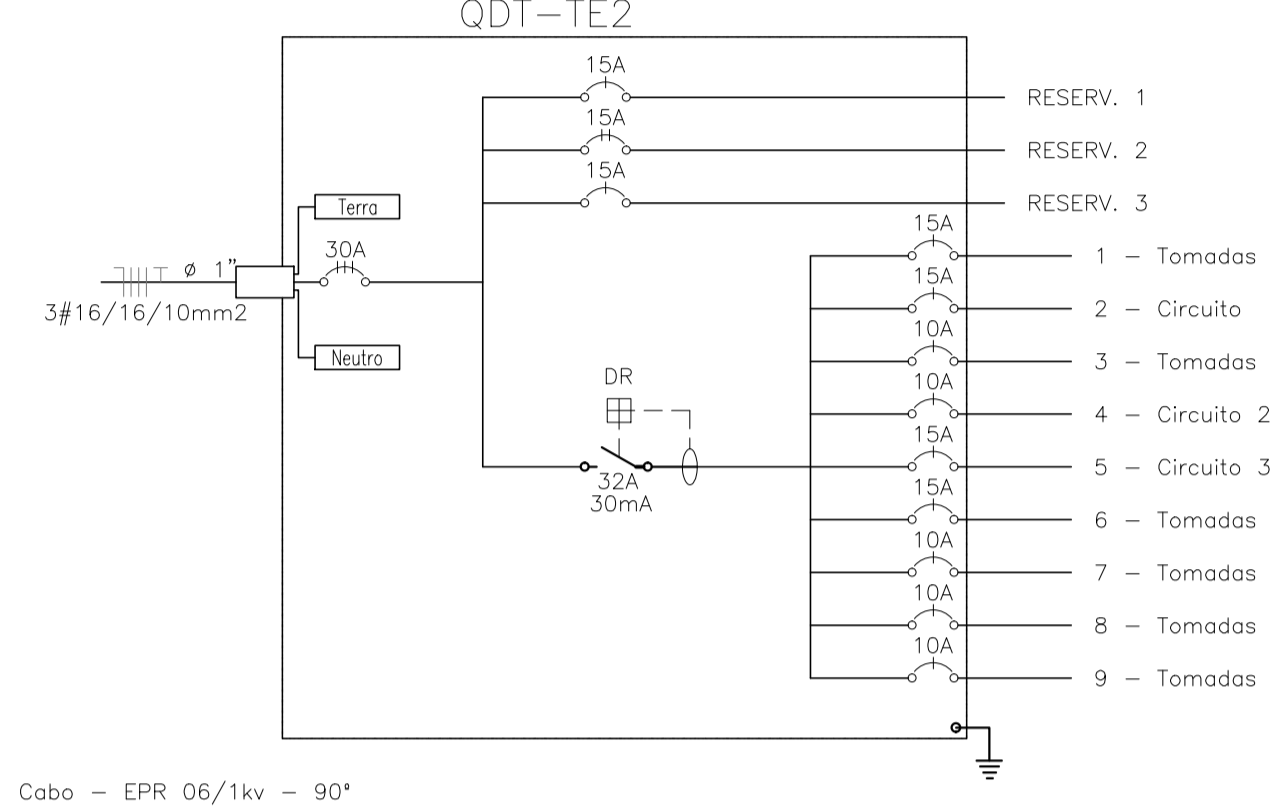 QDT-TE2
15A
RESERV. 1
15A
RESERV. 2
15A
RESERV. 3
Terra
30A
ø 1"
3#16/16/10mm2
Neutro
15A
1 - Tomadas
15A
2 - Circuito
10A
3 - Tomadas
10A
4 - Circuito 2
15A
5 - Circuito 3
15A
6 - Tomadas
10A
7 - Tomadas
10A
8 - Tomadas
10A
9 - Tomadas
DR
32A
30mA
Cabo - EPR 06/1kv - 90°